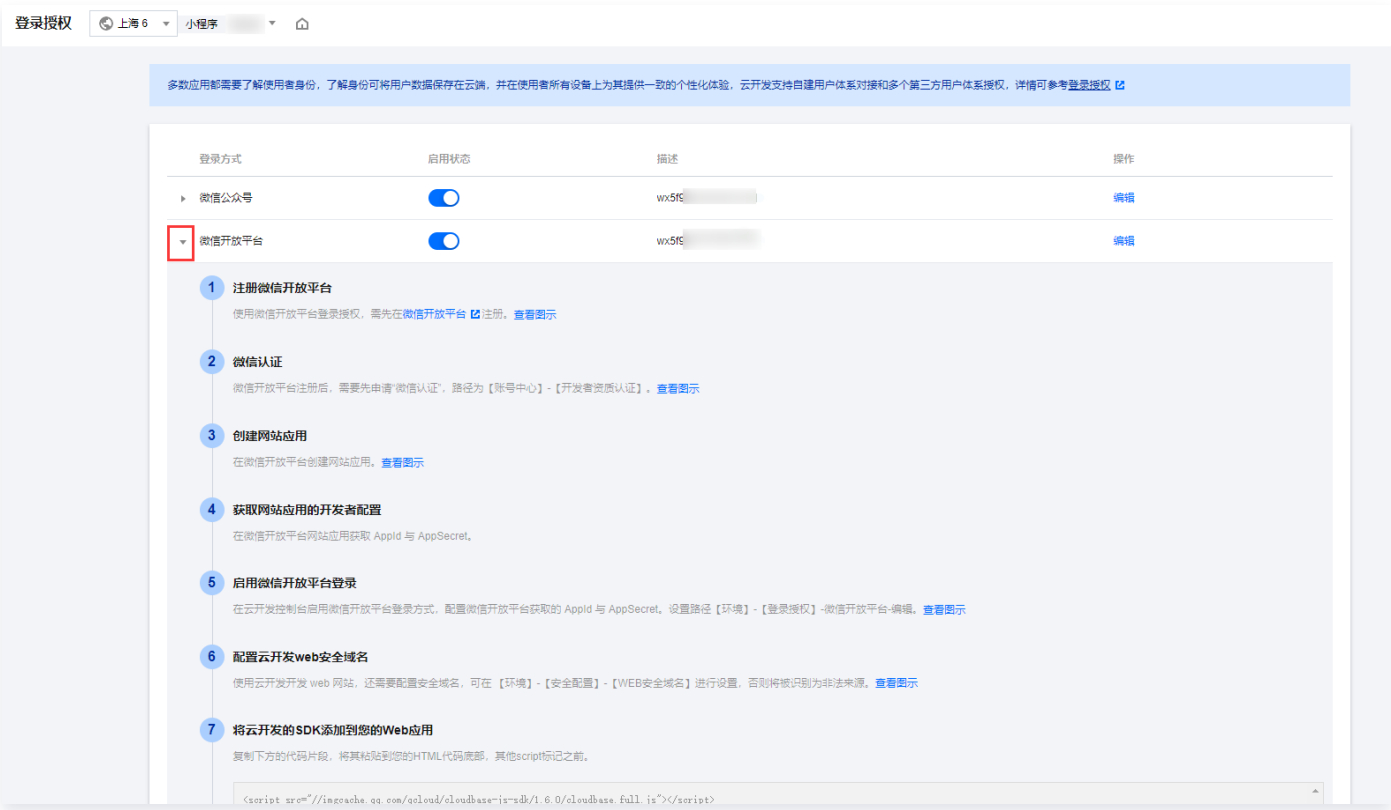 登录授权 上海 6 小程序
多数应用都需要了解使用者身份，了解身份可将用户数据保存在云端，并在使用者所有设备上为其提供一致的个性化体验，云开发支持自建用户体系对接和多个第三方用户体系授权，详情可参考登录授权
登录方式 启用状态 描述 操作
微信公众号 wx5f9 编辑
微信开放平台 wx5f9 编辑
1 注册微信开放平台
使用微信开放平台登录授权，需先在微信开放平台注册。查看图示
2 微信认证
微信开放平台注册后，需要先申请“微信认证”，路径为【账号中心】-【开发者资质认证】。查看图示
3 创建网站应用
在微信开放平台创建网站应用。查看图示
4 获取网站应用的开发者配置
在微信开放平台网站应用获取 AppId 与 AppSecret。
5 启用微信开放平台登录
在云开发控制台启用微信开放平台登录方式，配置微信开放平台获取的 AppId 与 AppSecret。设置路径【环境】-【登录授权】-微信开放平台-编辑。查看图示
6 配置云开发web安全域名
使用云开发开发 web 网站，还需要配置安全域名，可在 【环境】-【安全配置】-【WEB安全域名】进行设置，否则将被识别为非法来源。查看图示
7 将云开发的SDK添加到您的Web应用
复制下方的代码片段，将其粘贴到您的HTML代码底部，其他script标记之前。
<script src="//imgcache.qq.com/qcloud/cloudbase-js-sdk/1.6.0/cloudbase.full.js"></script>